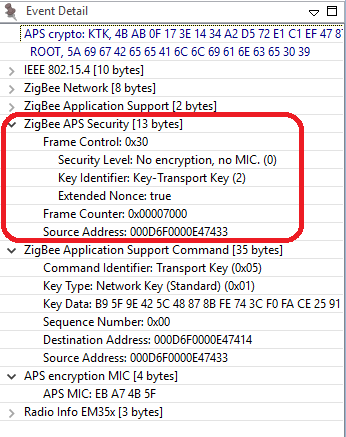 Event Detail
APS crypto: KTK, 4B AB 0F 17 3E 14 34 A2 D5 72 E1 C1 EF 47 8
ROOT, 5A 69 67 42 65 65 41 6C 6C 69 61 6E 63 65 30 39
IEEE 802.15.4 [10 bytes]
ZigBee Network [8 bytes]
ZigBee Application Support [2 bytes]
ZigBee APS Security [13 bytes]
Frame Control: 0x30
Security Level: No encryption, no MIC. (0)
Key Identifier: Key-Transport Key (2)
Extended Nonce: true
Frame Counter: 0x00007000
Source Address: 000D6F0000E47433
ZigBee Application Support Command [35 bytes]
Command Identifier: Transport Key (0x05)
Key Type: Network Key (Standard) (0x01)
Key Data: B9 5F 9E 42 5C 48 87 8B FE 74 3C F0 FA CE 25 91
Sequence Number: 0x00
Destination Address: 000D6F0000E47414
Source Address: 000D6F0000E47433
APS encryption MIC [4 bytes]
APS MIC: EB A7 4B 5F
Radio Info EM35x [3 bytes]